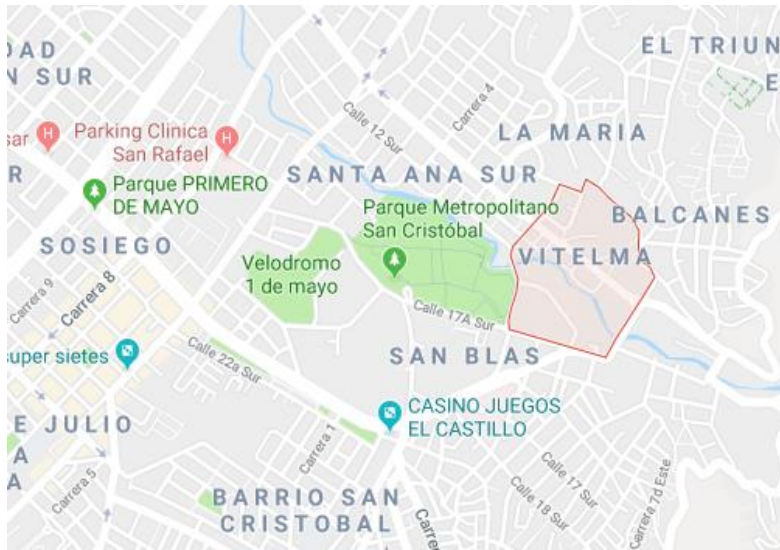 DAD
N SUR
EL TRIUN
E
Calle 12 Sur
Carrera 4
LA MARIA
sar
Parking Clinica
San Rafael
SANTA ANA SUR
R
Parque PRIMERO
DE MAYO
Parque Metropolitano
San Cristóbal
BALCANES
SOSIEGO
Velodromo
1 de mayo
VITELMA
Carrera 9
Carrera 8
Calle 17A Sur
super sietes
Calle 22a Sur
SAN BLAS
E JULIO
A
A
CASINO JUEGOS
EL CASTILLO
Carrera 1
Carrera 5
BARRIO SAN
CRISTOBAL
Carrera
Calle 17
Calle 18 Sur
Carrera 7d Este